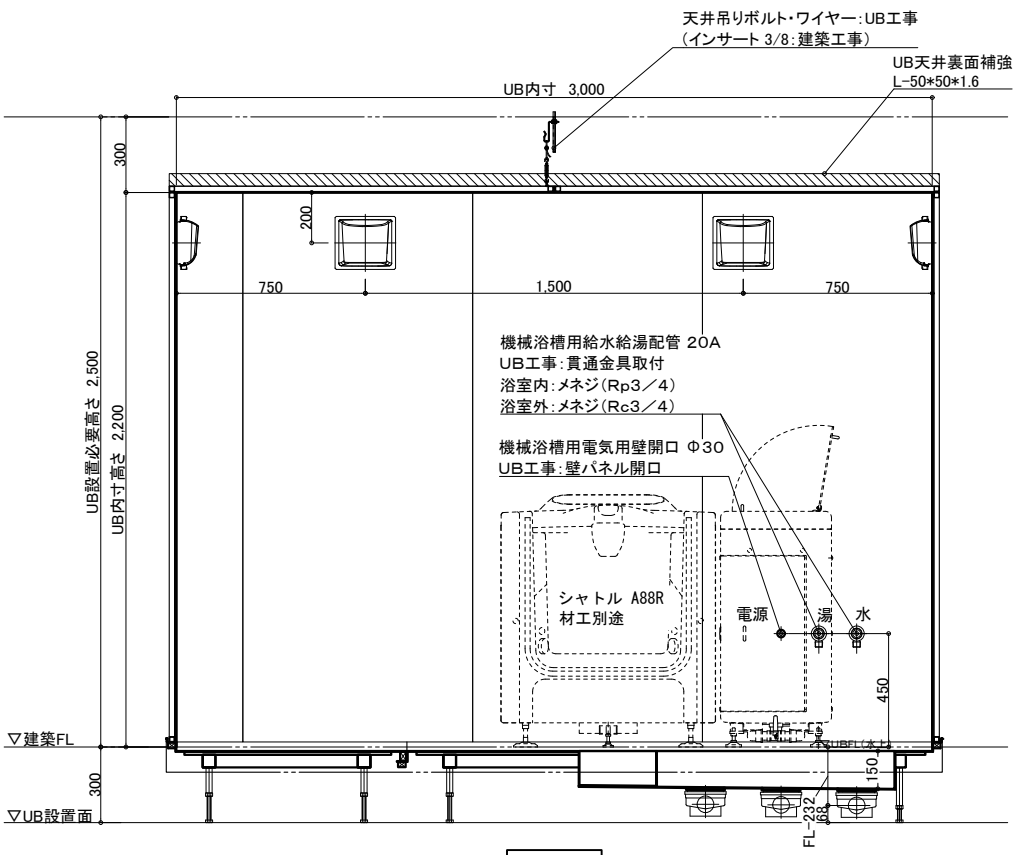 天井吊りボルト・ワイヤー：UB工事
(インサート 3/8：建築工事)
UB天井裏面補強
L-50*50*1.6
UB内寸 3,000
300
200
750
1,500
750
機械浴槽用給水給湯配管 20A
UB工事：貫通金具取付
浴室内：メネジ(Rp3／4)
浴室外：メネジ(Rc3／4)
機械浴槽用電気用壁開口 Φ30
UB工事：壁パネル開口
UB設置必要高さ 2,500
UB内寸高さ 2,200
シャトル A88R
材工別途
電源
湯
水
450
▽建築FL
▽UBFL(水上)
150
300
FL-232
68
▽UB設置面